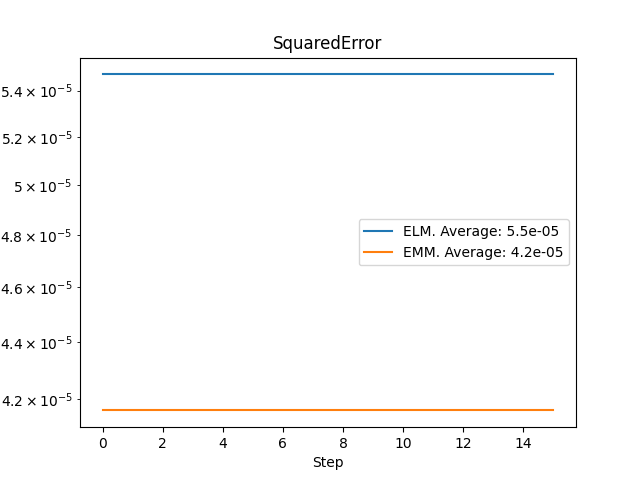 SquaredError
5.4 × 10⁻⁵
5.2 × 10⁻⁵
5 × 10⁻⁵
4.8 × 10⁻⁵
4.6 × 10⁻⁵
4.4 × 10⁻⁵
4.2 × 10⁻⁵
ELM. Average: 5.5e-05
EMM. Average: 4.2e-05
0 2 4 6 8 10 12 14
Step